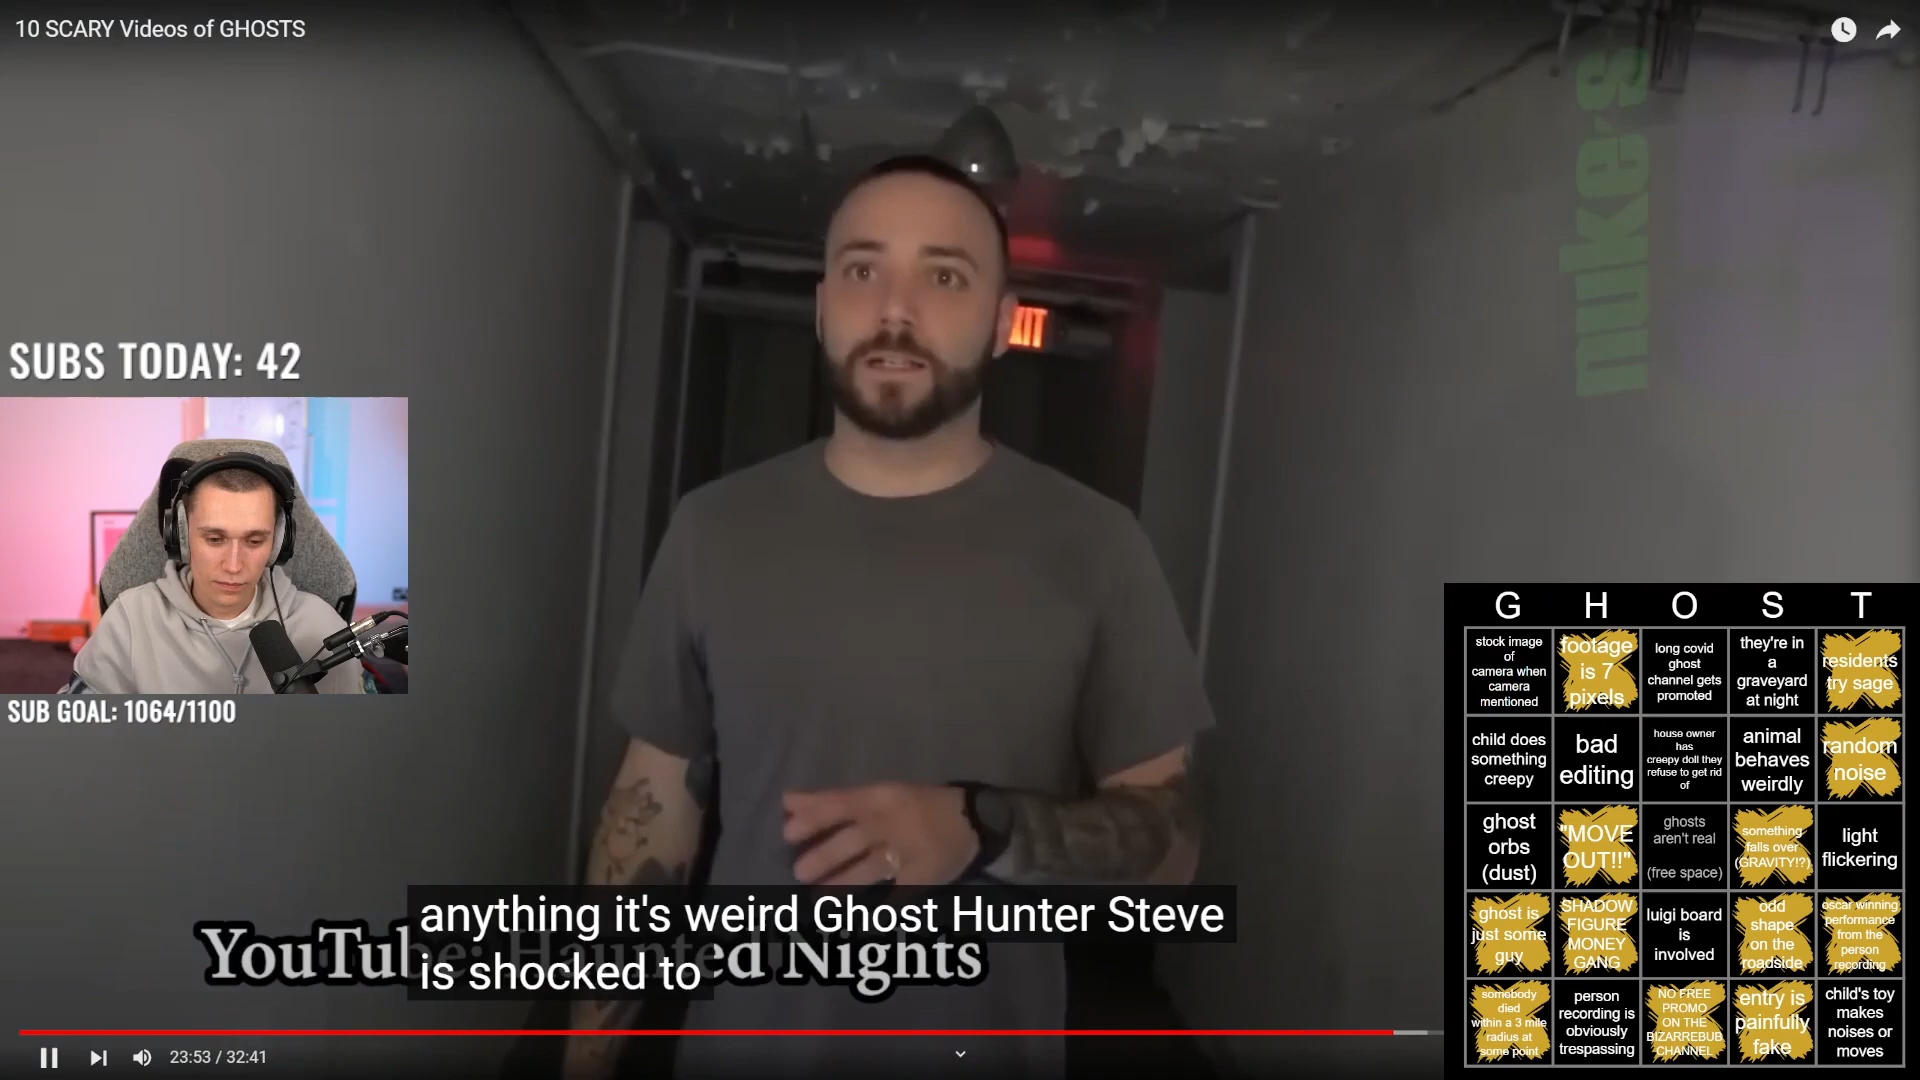 10 SCARY Videos of GHOSTS
nukes
EXIT
SUBS TODAY: 42
SUB GOAL: 1064/1100
anything it's weird Ghost Hunter Steve
is shocked to
YouTube: Haunted Nights
23:53 / 32:41
G H O S T
stock image
of
camera when
camera
mentioned
footage
is 7
pixels
long covid
ghost
channel gets
promoted
they're in
a
graveyard
at night
residents
try sage
child does
something
creepy
bad
editing
house owner
has
creepy doll they
refuse to get rid
of
animal
behaves
weirdly
random
noise
ghost
orbs
(dust)
"MOVE
OUT!!"
ghosts
aren't real
(free space)
something
falls over
(GRAVITY!?)
light
flickering
ghost is
just some
guy
SHADOW
FIGURE
MONEY
GANG
luigi board
is
involved
odd
shape
on the
roadside
oscar winning
performance
from the
person
recording
somebody
died
within a 3 mile
radius at
some point
person
recording is
obviously
trespassing
NO FREE
PROMO
ON THE
BIZARREBUB
CHANNEL
entry is
painfully
fake
child's toy
makes
noises or
moves